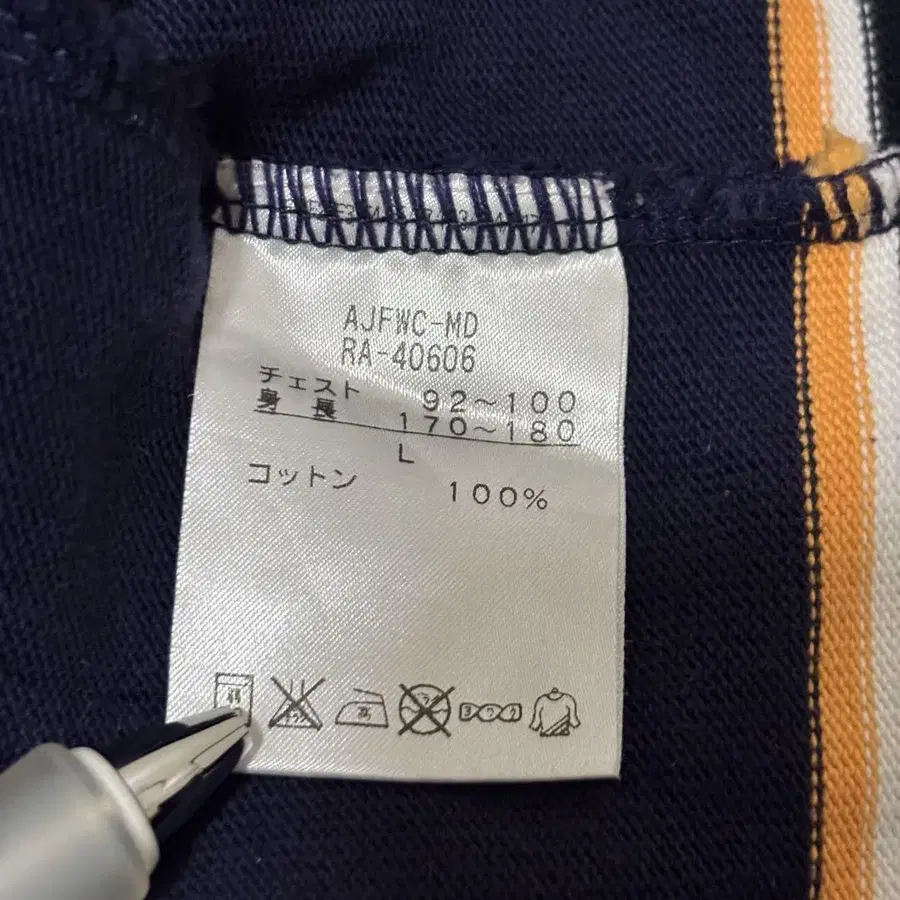 AJFWC-MD
RA-40606
チェスト 92～100
身長 170～180
L
コットン 100%
高